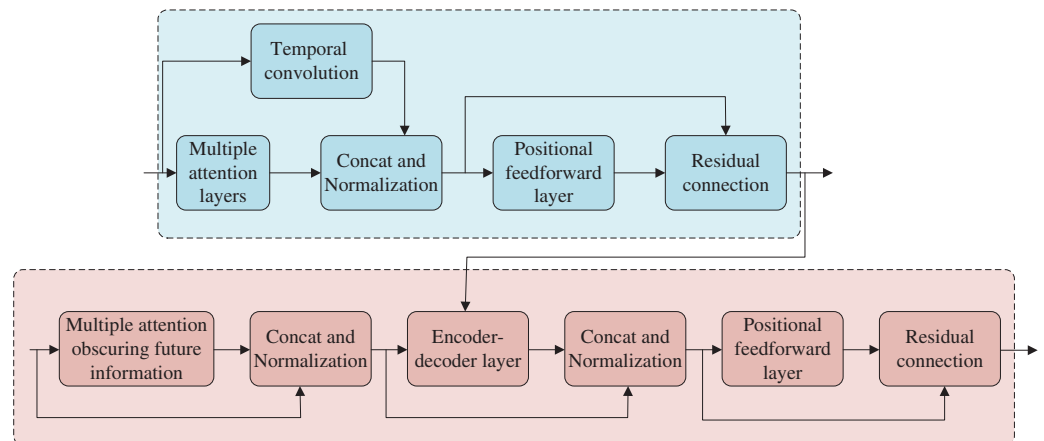 Temporal
convolution
Multiple
attention
layers
Concat and
Normalization
Positional
feedforward
layer
Residual
connection
Multiple attention
obscuring future
information
Concat and
Normalization
Encoder-
decoder layer
Concat and
Normalization
Positional
feedforward
layer
Residual
connection